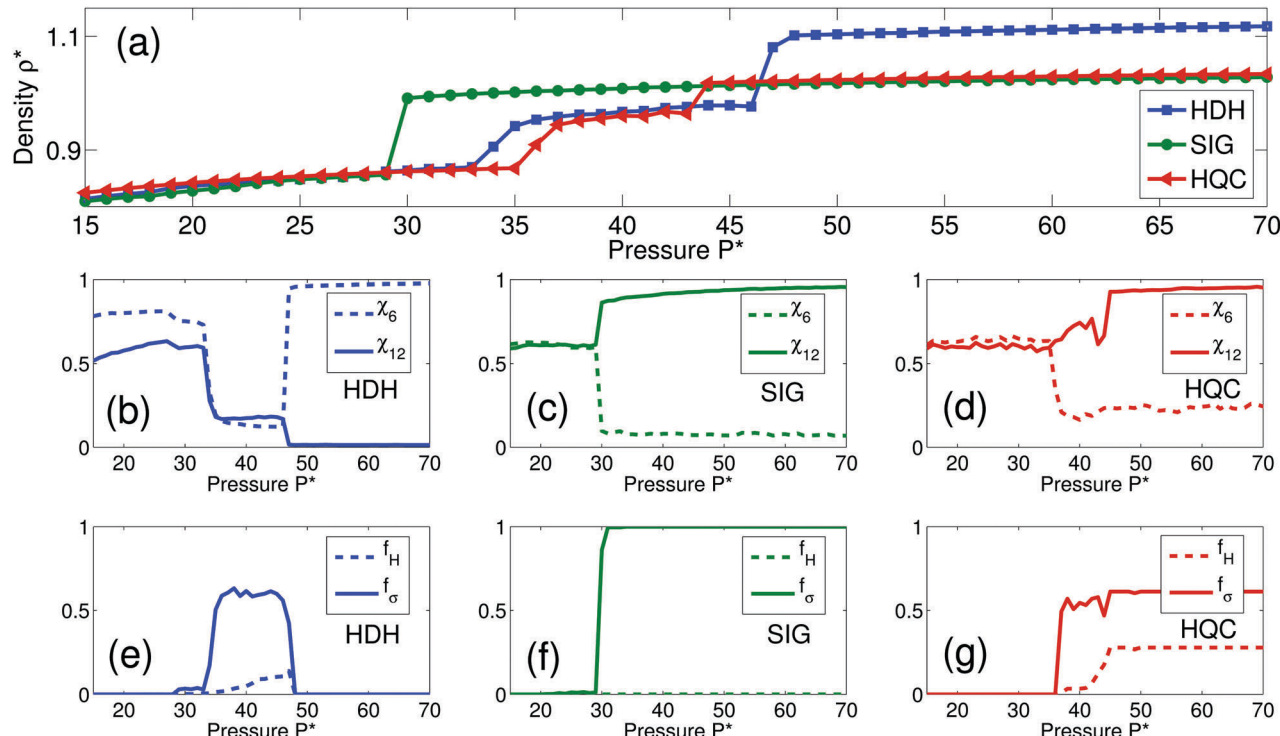 (a)
Density ρ*
1.1
0.9
HDH
SIG
HQC
15 20 25 30 35 40 45 50 55 60 65 70
Pressure P*
1
0.5
0
χ6
χ12
(b)
HDH
20 30 40 50 60 70
Pressure P*
1
0.5
0
χ6
χ12
(c)
SIG
20 30 40 50 60 70
Pressure P*
1
0.5
0
χ6
χ12
(d)
HQC
20 30 40 50 60 70
Pressure P*
1
0.5
0
fH
fσ
(e)
HDH
20 30 40 50 60 70
Pressure P*
1
0.5
0
fH
fσ
(f)
SIG
20 30 40 50 60 70
Pressure P*
1
0.5
0
fH
fσ
(g)
HQC
20 30 40 50 60 70
Pressure P*